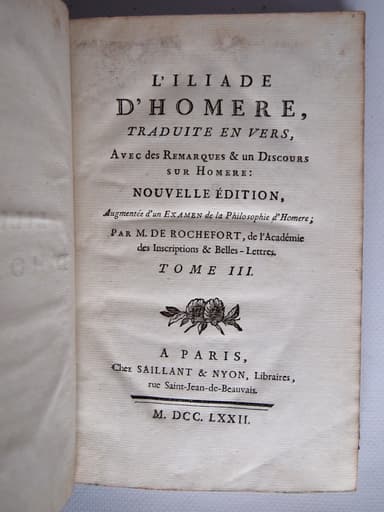 L'ILIADE
D'HOMERE,
TRADUITE EN VERS,
AVEC des REMARQUES & un DISCOURS
SUR HOMERE:
NOUVELLE ÉDITION,
Augmentée d'un EXAMEN de la Philosophie d'Homere;
PAR M. DE ROCHEFORT, de l'Académie
des Inscriptions & Belles-Lettres.
TOME III.
A PARIS,
Chez SAILLANT & NYON, Libraires,
rue Saint-Jean-de-Beauvais.
M. DCC. LXXII.